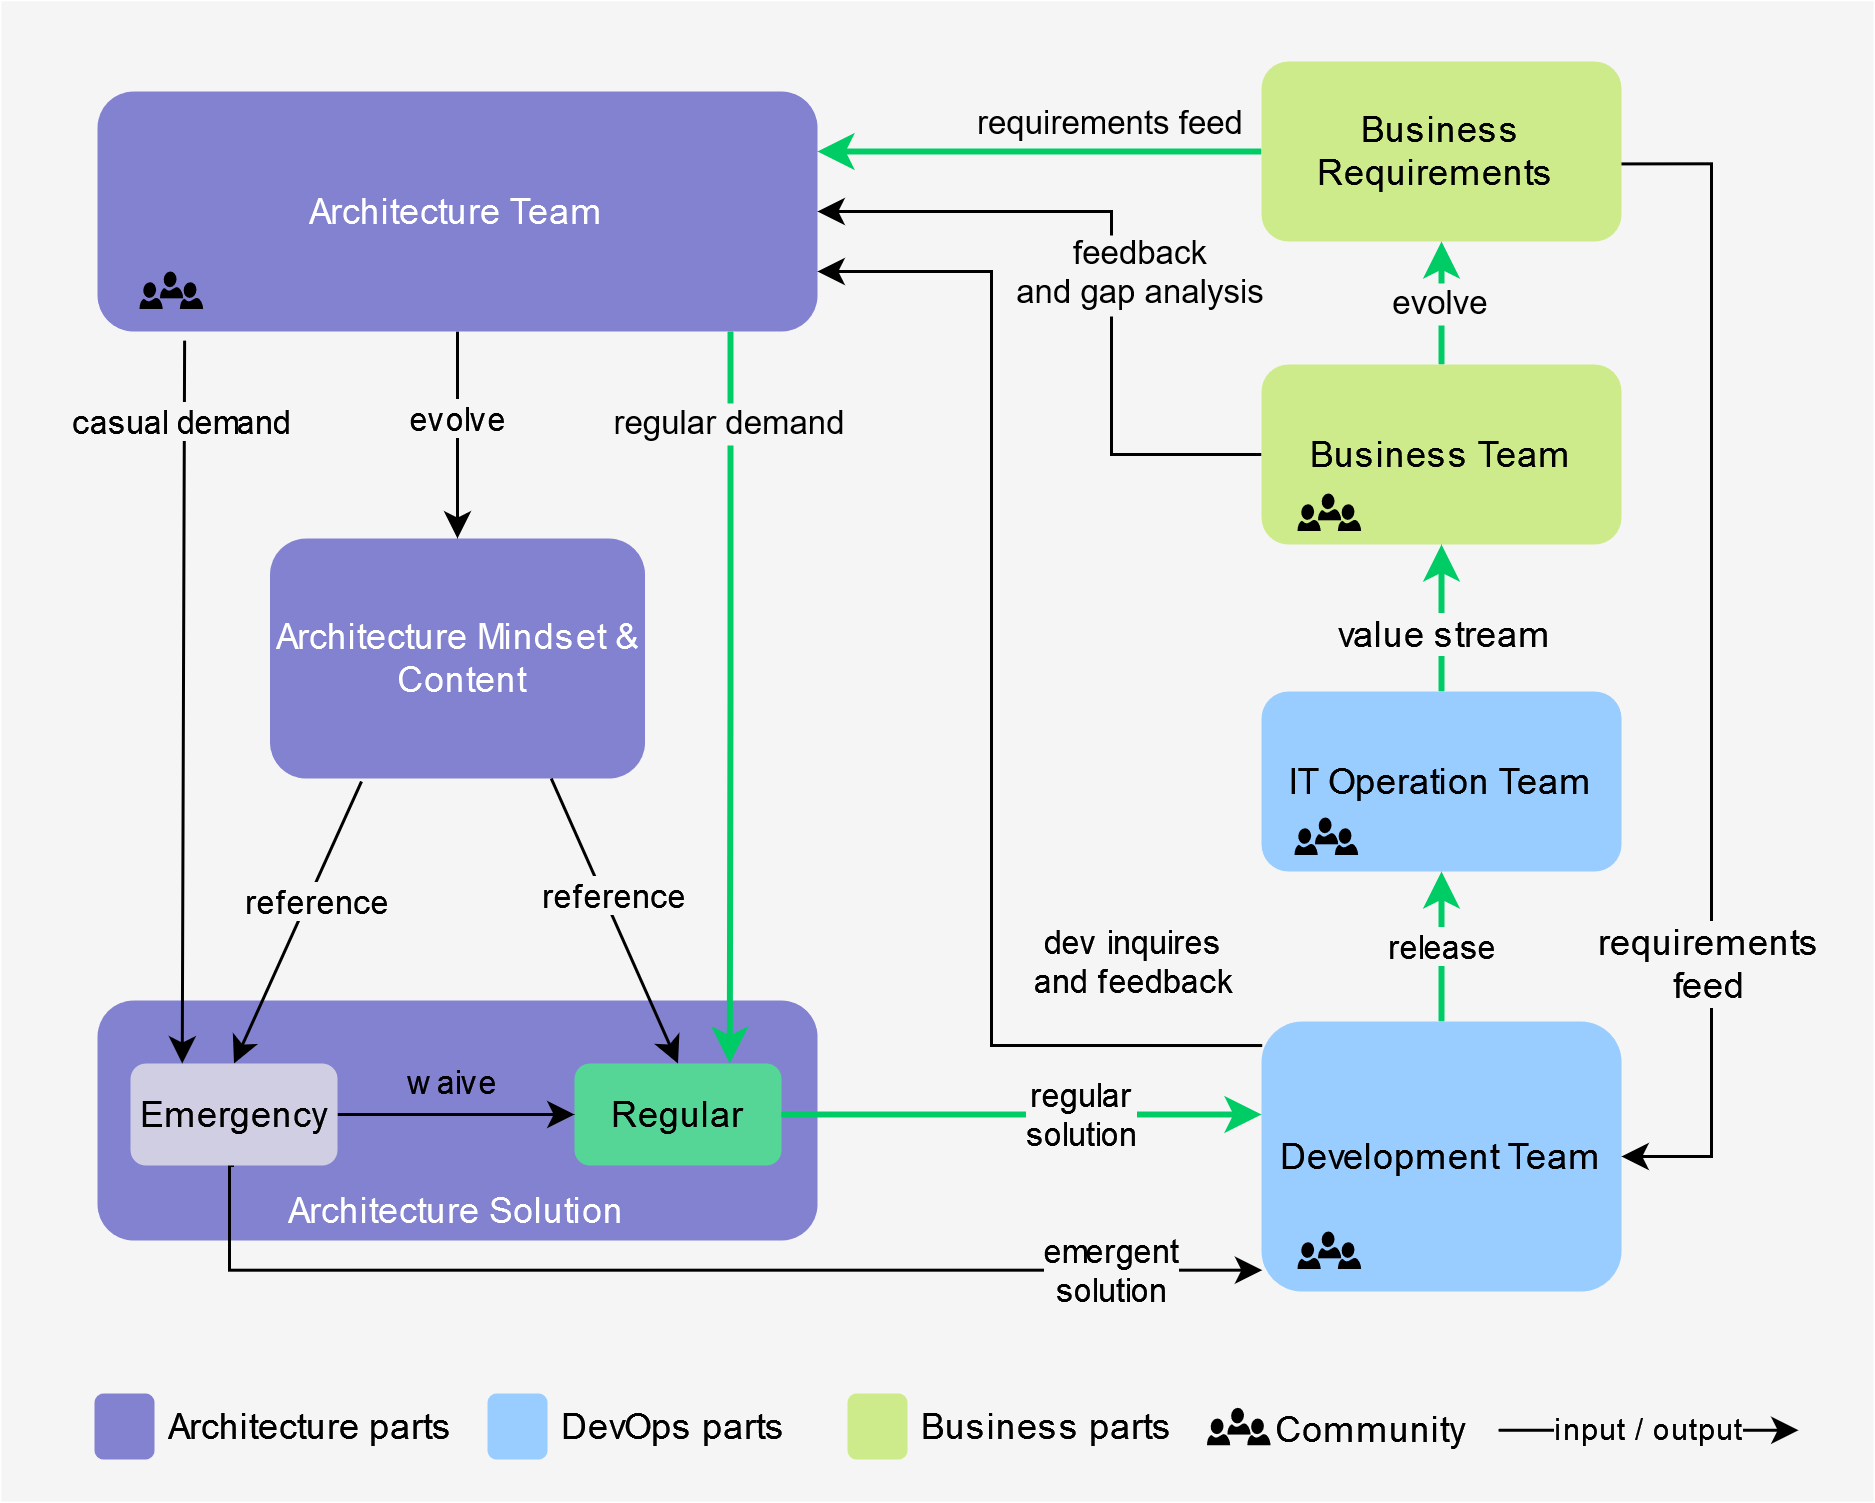 requirements feed
Business
Requirements
Architecture Team
feedback
and gap analysis
evolve
casual demand
evolve
regular demand
Business Team
Architecture Mindset &
Content
value stream
IT Operation Team
reference
reference
dev inquires
and feedback
release
requirements
feed
Emergency
waive
Regular
regular
solution
Development Team
Architecture Solution
emergent
solution
Architecture parts
DevOps parts
Business parts
Community
input / output